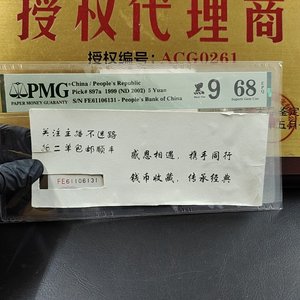 授权代理商
授权编号：ACG0261
PMG
PAPER MONEY GUARANTY
China / People's Republic
Pick# 897a 1999 (ND 2002) 5 Yuan
S/N FE61106131 - People's Bank of China
黑9
68 EPQ
Superb Gem Unc
关注主播不迷路
拍二单包邮顺丰
感恩相遇，携手同行
钱币收藏，传承经典
FE61106131